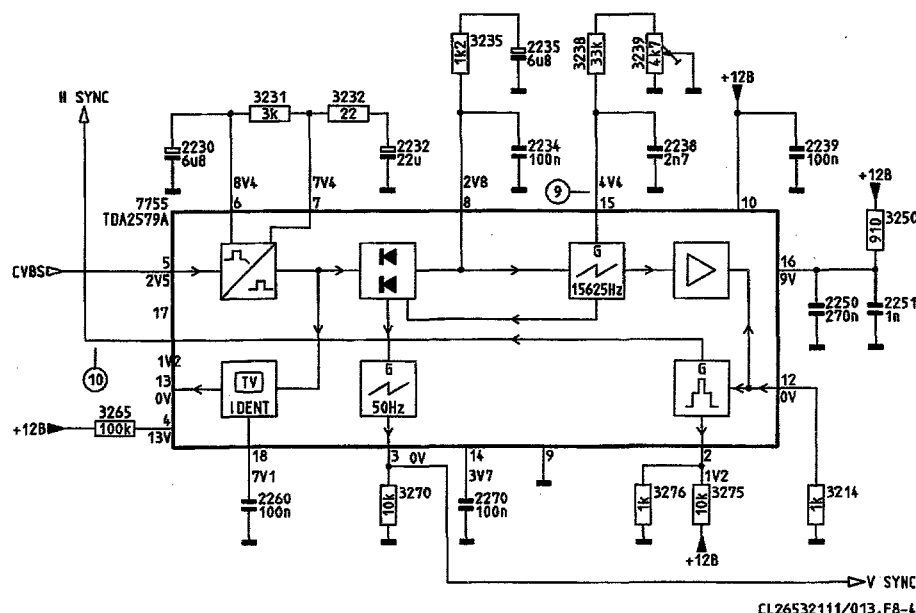 H SYNC
3231
3k
3232
22
2230
6u8
2232
22u
3235
1k2
2235
6u8
2234
100n
3238
33k
3239
4k7
2238
2n7
+12B
2239
100n
+12B
3250
910
8V4
7V4
2V8
9
4V4
7755
TDA2579A
6
7
8
15
10
CVBS
5
2V5
G
15625Hz
16
9V
2250
270n
2251
1n
17
10
1V2
13
0V
TV
IDENT
G
50Hz
G
12
0V
+12B
3265
100k
4
13V
18
7V1
3
0V
14
3V7
9
2
1V2
2260
100n
3270
10k
2270
100n
3276
1k
3275
10k
3214
1k
+12B
V SYNC
CL26532111/013.F8-4